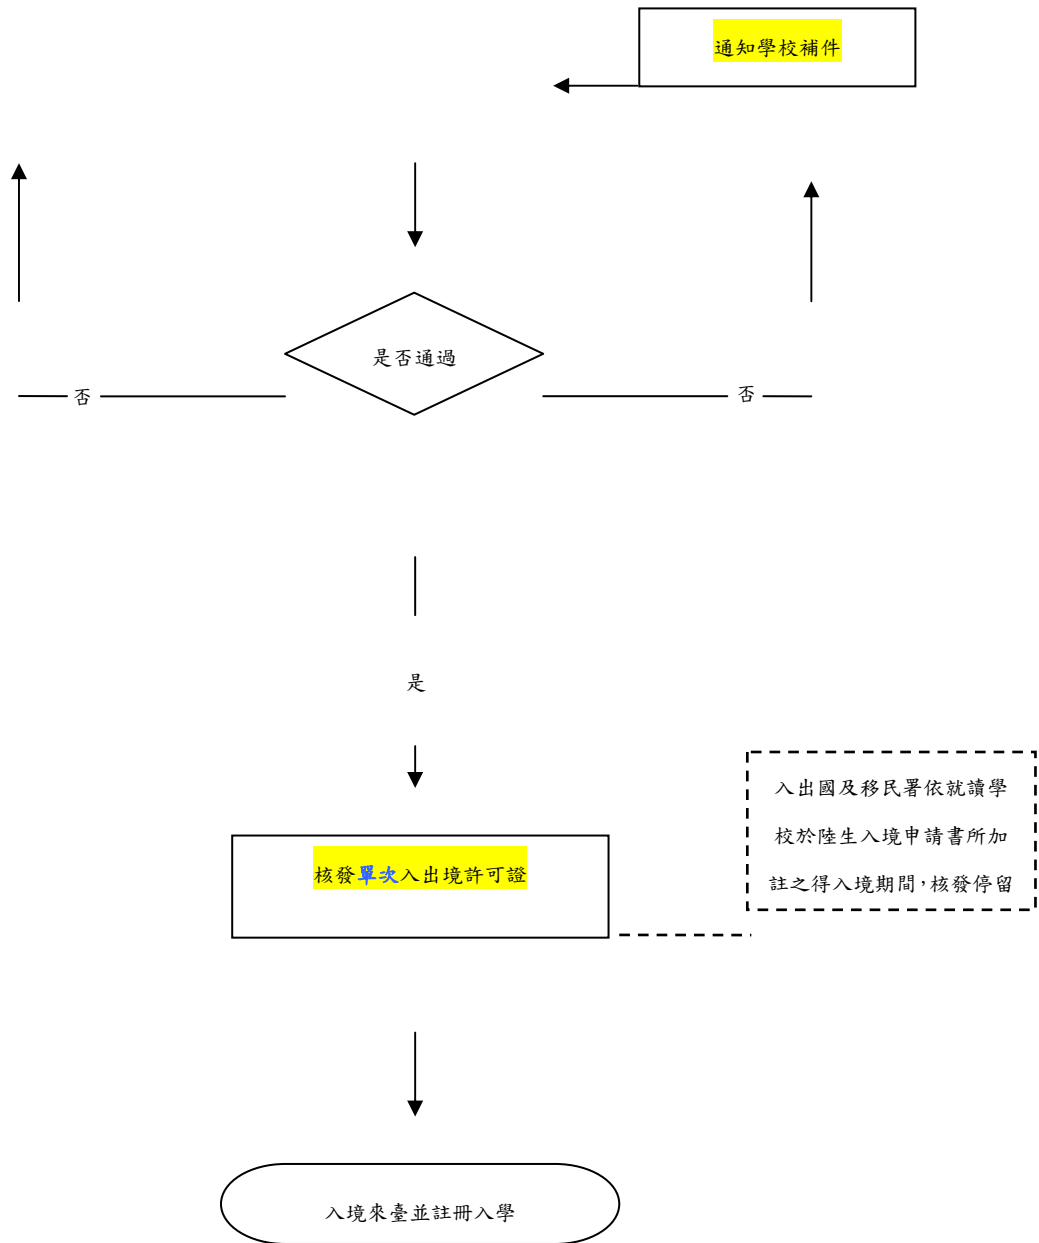 通知學校補件
是否通過
否
否
是
入出國及移民署依就讀學
校於陸生入境申請書所加
註之得入境期間,核發停留
核發單次入出境許可證
入境來臺並註冊入學